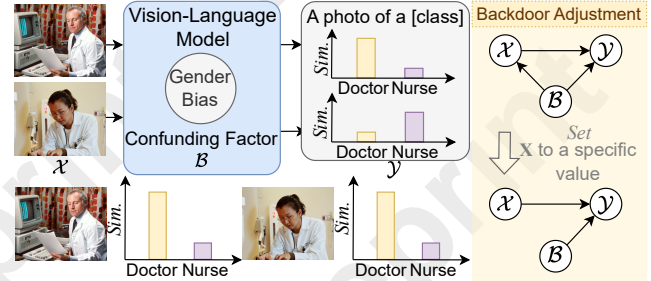 Vision-Language
Model
Gender
Bias
Confunding Factor
ℬ
𝒳
A photo of a [class]
Sim.
Doctor Nurse
Sim.
Doctor Nurse
𝒴
Sim.
Doctor Nurse
Sim.
Doctor Nurse
Backdoor Adjustment
𝒳
𝒴
ℬ
Set
X to a specific
value
𝒳
𝒴
ℬ